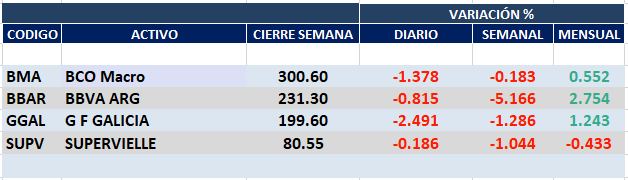 VARIACIÓN %
CODIGO ACTIVO CIERRE SEMANA DIARIO SEMANAL MENSUAL
BMA BCO Macro 300.60 -1.378 -0.183 0.552
BBAR BBVA ARG 231.30 -0.815 -5.166 2.754
GGAL G F GALICIA 199.60 -2.491 -1.286 1.243
SUPV SUPERVIELLE 80.55 -0.186 -1.044 -0.433